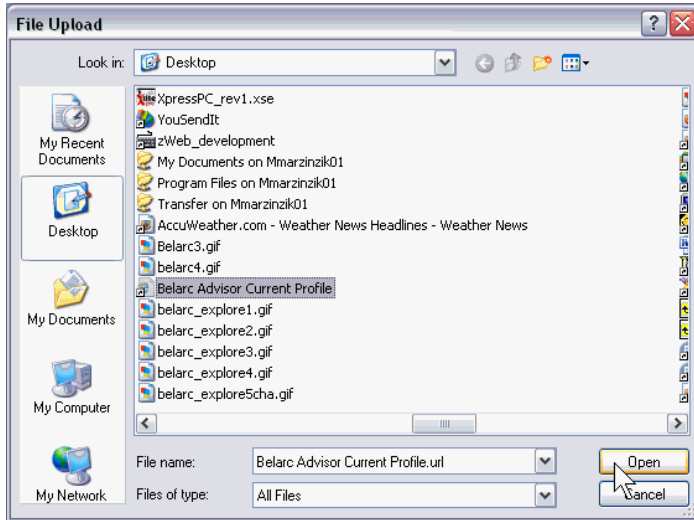 File Upload
Look in: Desktop
My Recent Documents
Desktop
My Documents
My Computer
My Network
XpressPC_rev1.xse
YouSendIt
zWeb_development
My Documents on Mmarzinzik01
Program Files on Mmarzinzik01
Transfer on Mmarzinzik01
AccuWeather.com - Weather News Headlines - Weather News
Belarc3.gif
belarc4.gif
Belarc Advisor Current Profile
belarc_explore1.gif
belarc_explore2.gif
belarc_explore3.gif
belarc_explore4.gif
belarc_explore5cha.gif
File name: Belarc Advisor Current Profile.url Open
Files of type: All Files Cancel